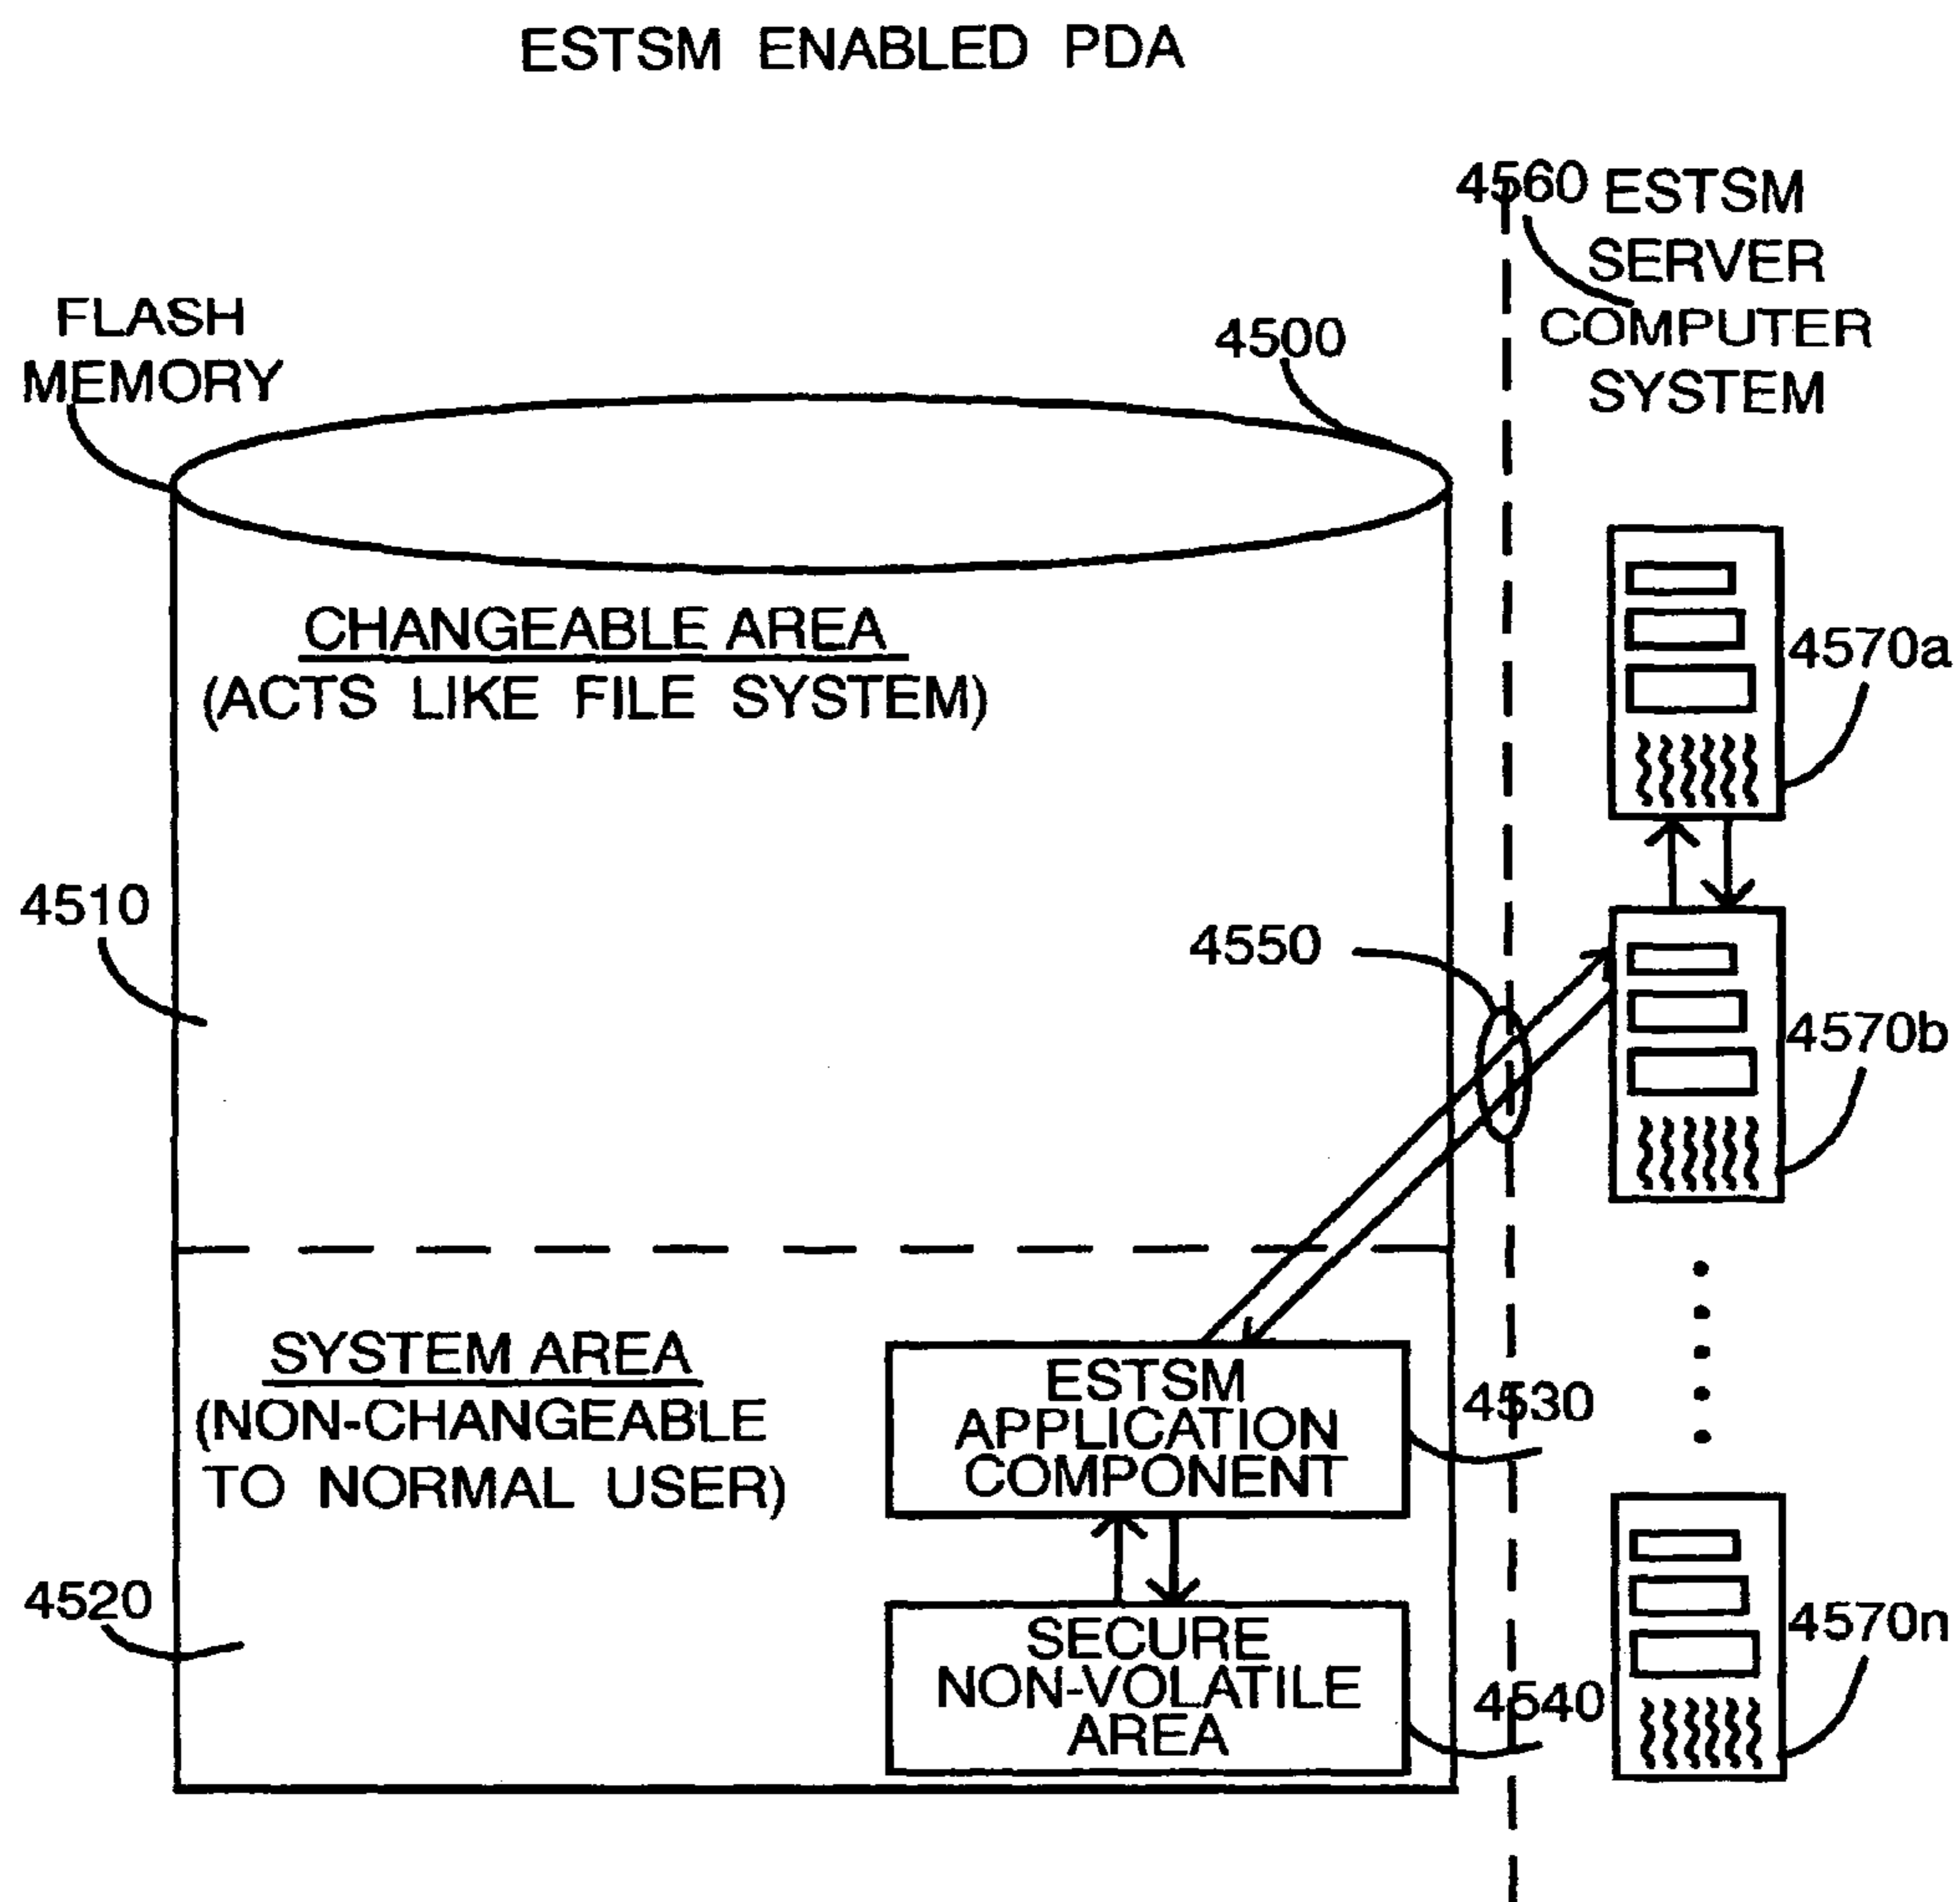 ESTSM ENABLED PDA
4560 ESTSM
SERVER
COMPUTER
SYSTEM
FLASH
MEMORY
4500
CHANGEABLE AREA
(ACTS LIKE FILE SYSTEM)
4570a
4510
4550
4570b
SYSTEM AREA
(NON-CHANGEABLE
TO NORMAL USER)
ESTSM
APPLICATION
COMPONENT
4530
4520
SECURE
NON-VOLATILE
AREA
4540
4570n